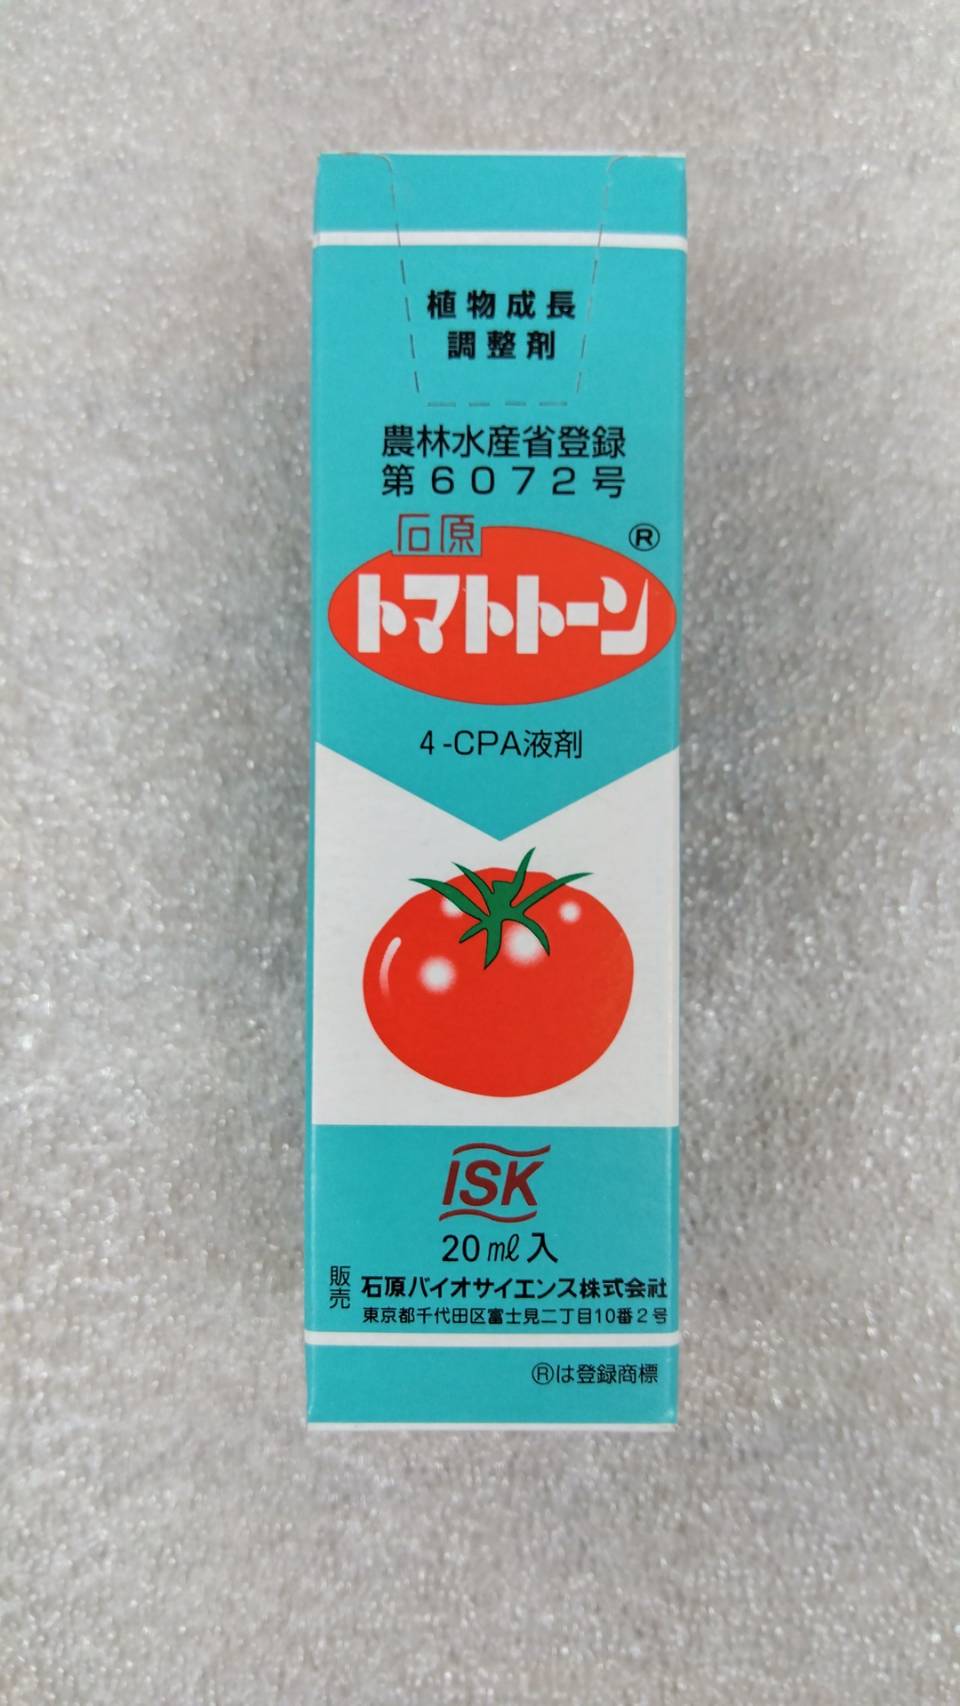 植物成長
調整剤
農林水産省登録
第6072号
石原
トマトトーン®
4-CPA液剤
ISK
20mℓ入
販売 石原バイオサイエンス株式会社
東京都千代田区富士見二丁目10番2号
®は登録商標